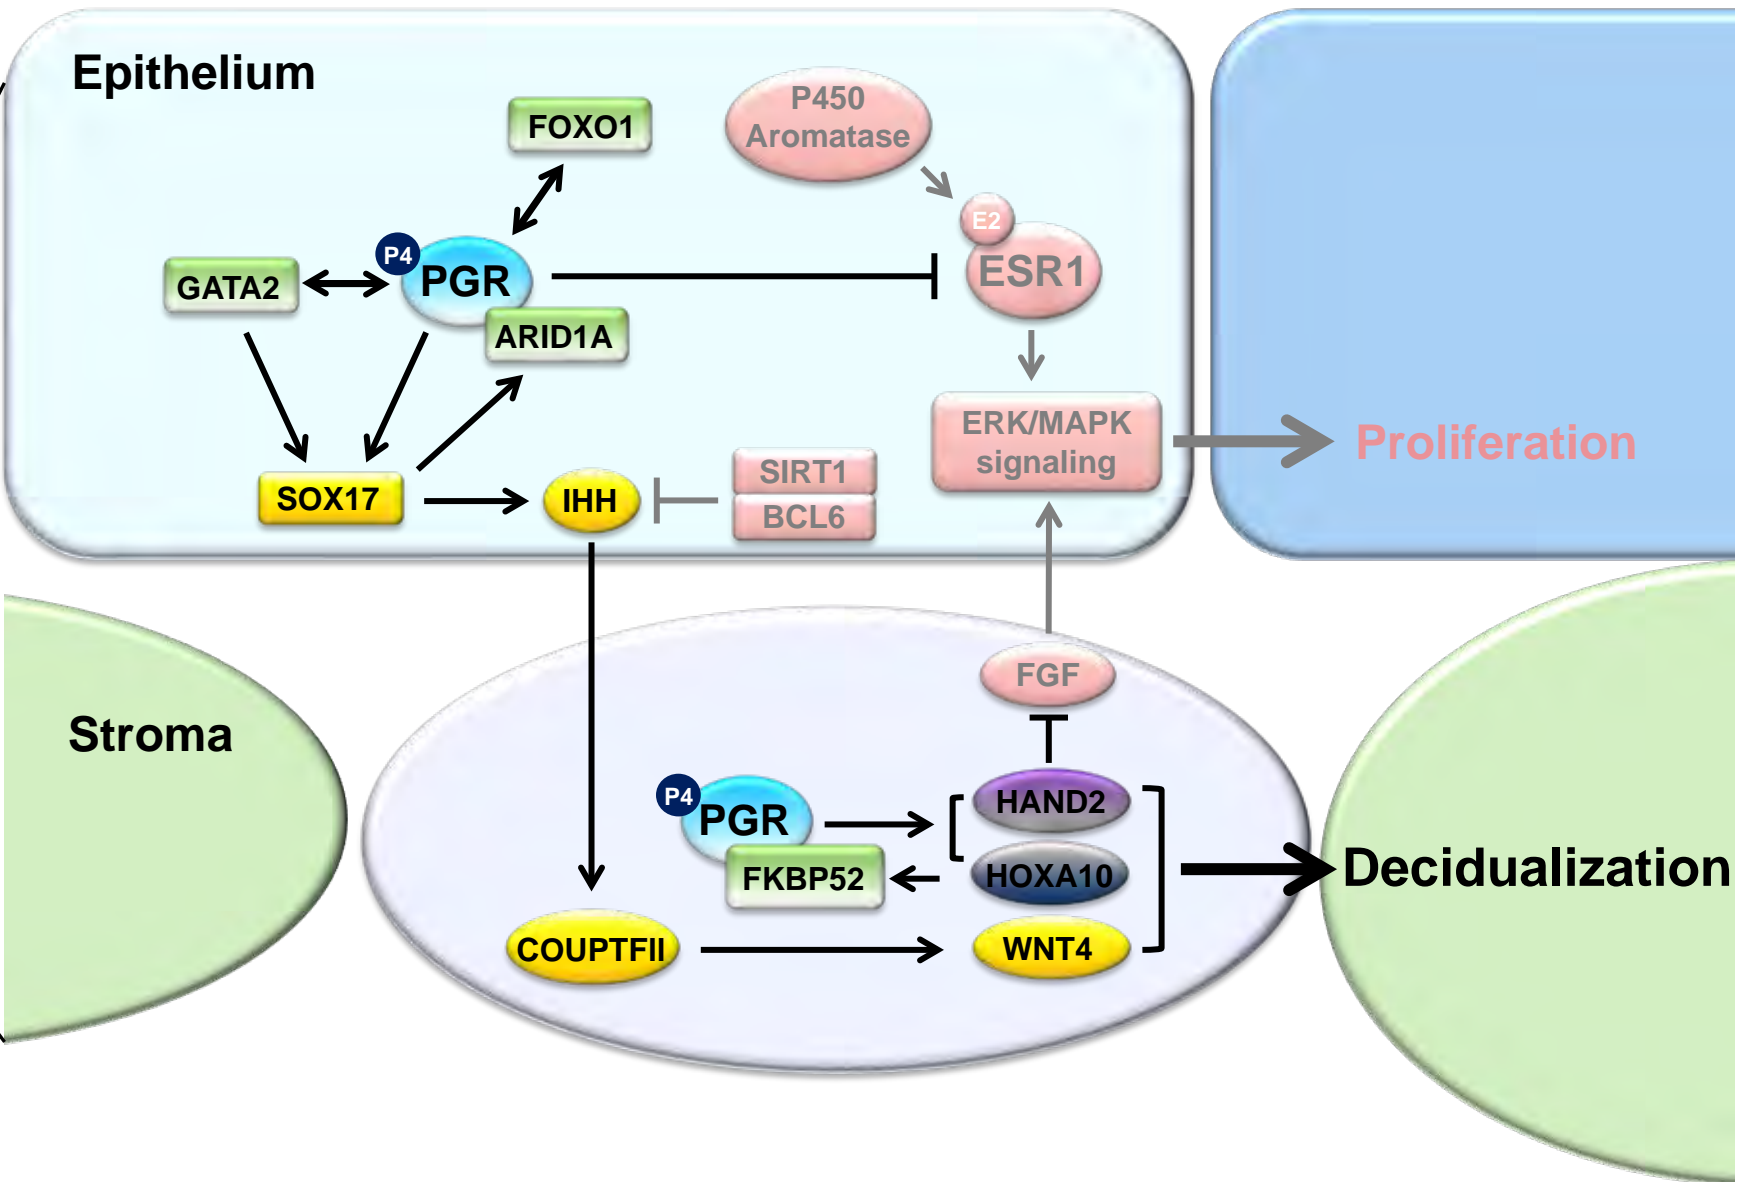 Epithelium
FOXO1
P450
Aromatase
E2
ESR1
P4
PGR
GATA2
ARID1A
ERK/MAPK
signaling
Proliferation
SIRT1
BCL6
SOX17
IHH
Stroma
FGF
P4
PGR
HAND2
FKBP52
HOXA10
Decidualization
COUPTFII
WNT4